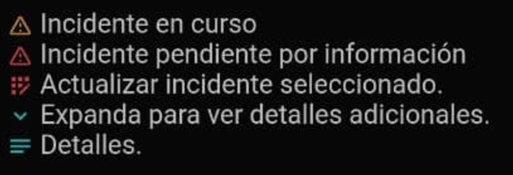 Incidente en curso
Incidente pendiente por información
Actualizar incidente seleccionado.
Expanda para ver detalles adicionales.
Detalles.